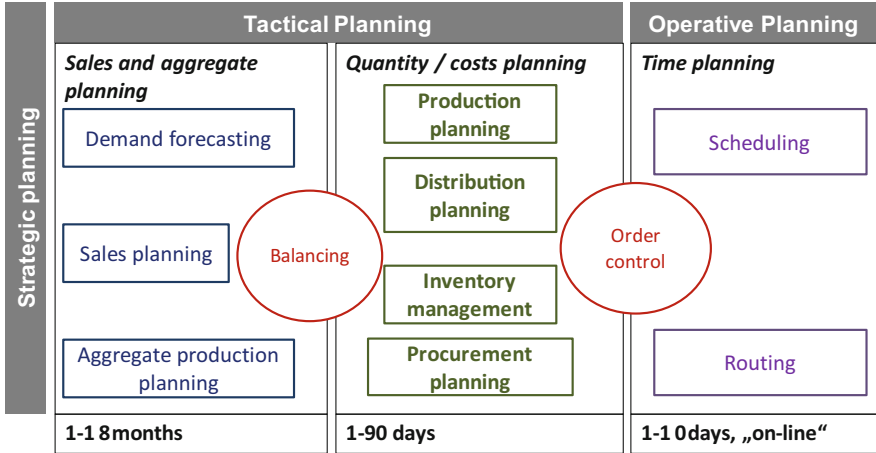 Tactical Planning
Operative Planning
Strategic planning
Sales and aggregate
planning
Demand forecasting
Sales planning
Aggregate production
planning
Balancing
Quantity / costs planning
Production
planning
Distribution
planning
Inventory
management
Procurement
planning
Order
control
Time planning
Scheduling
Routing
1-1 8months
1-90 days
1-1 0days, „on-line“